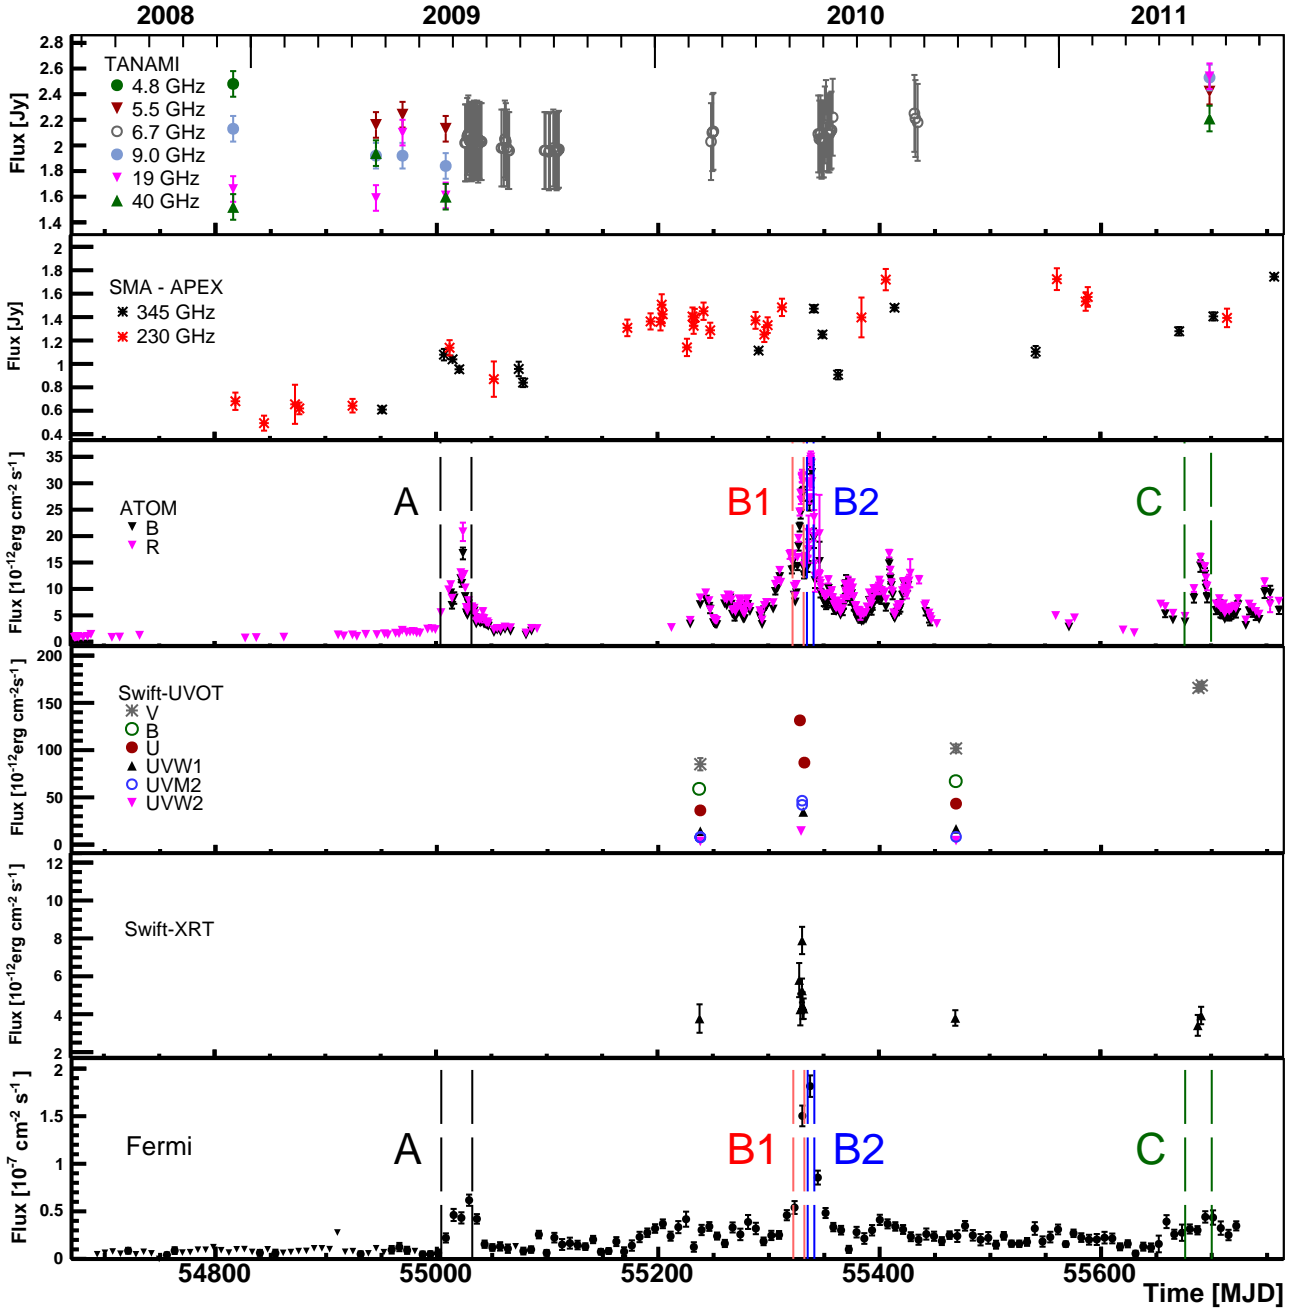 2008 2009 2010 2011
Flux [Jy]
2.8
2.6
2.4
2.2
2.0
1.8
1.6
1.4
TANAMI
4.8 GHz
5.5 GHz
6.7 GHz
9.0 GHz
19 GHz
40 GHz
Flux [Jy]
2
1.8
1.6
1.4
1.2
1
0.8
0.6
0.4
SMA - APEX
345 GHz
230 GHz
Flux [10⁻¹²erg cm⁻² s⁻¹]
35
30
25
20
15
10
5
0
ATOM
B
R
A B1 B2 C
Flux [10⁻¹²erg cm⁻²s⁻¹]
200
150
100
50
0
Swift-UVOT
V
B
U
UVW1
UVM2
UVW2
Flux [10⁻¹²erg cm⁻² s⁻¹]
12
10
8
6
4
2
Swift-XRT
Flux [10⁻⁷ cm⁻² s⁻¹]
2
1.5
1
0.5
0
Fermi A B1 B2 C
54800 55000 55200 55400 55600
Time [MJD]